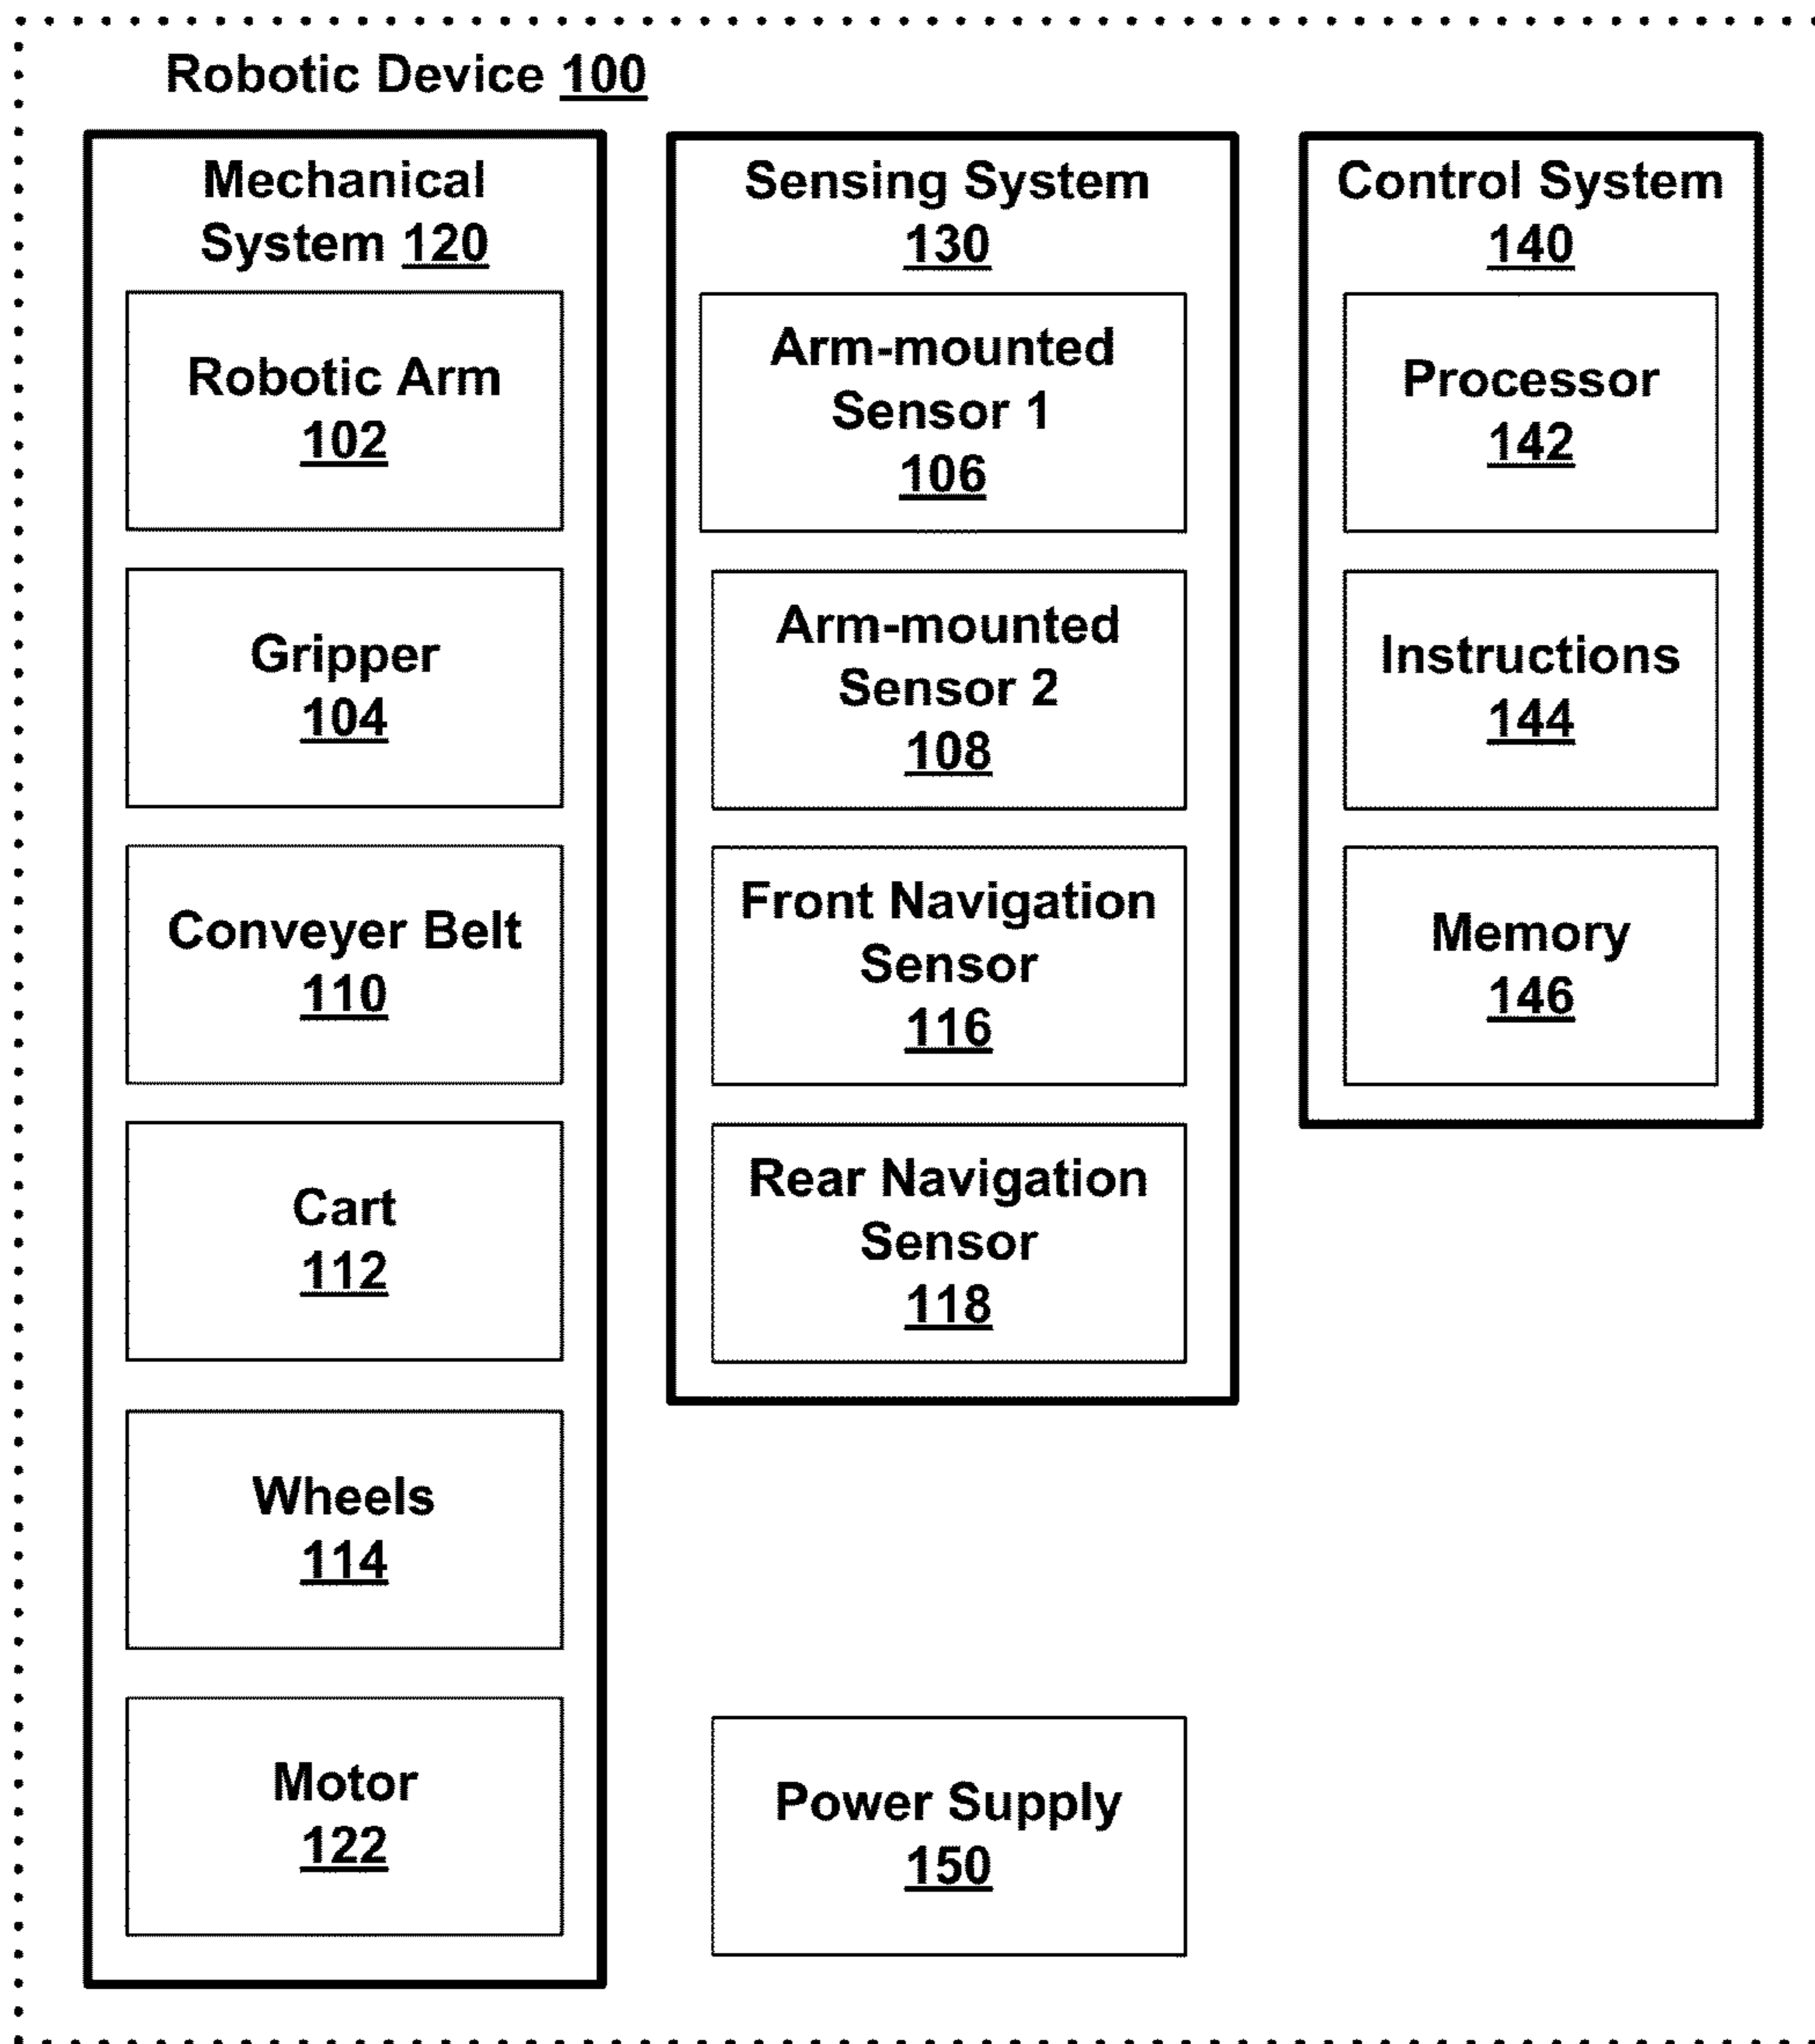 Robotic Device 100
Mechanical
System 120
Robotic Arm
102
Gripper
104
Conveyer Belt
110
Cart
112
Wheels
114
Motor
122
Sensing System
130
Arm-mounted
Sensor 1
106
Arm-mounted
Sensor 2
108
Front Navigation
Sensor
116
Rear Navigation
Sensor
118
Power Supply
150
Control System
140
Processor
142
Instructions
144
Memory
146